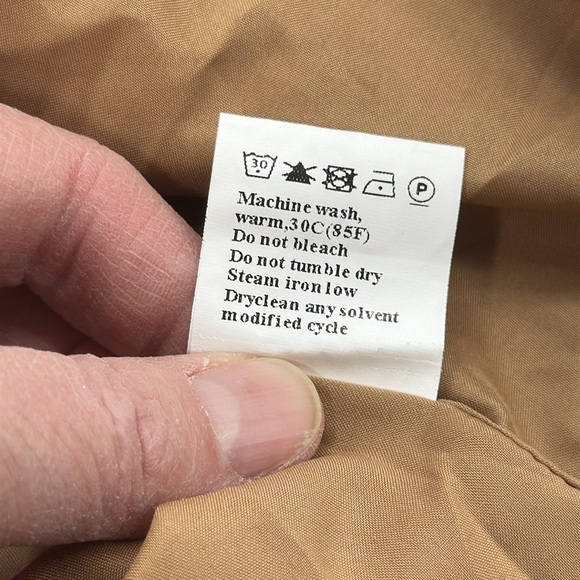 30 P
Machine wash,
warm,30C(85F)
Do not bleach
Do not tumble dry
Steam iron low
Dryclean any solvent
modified cycle